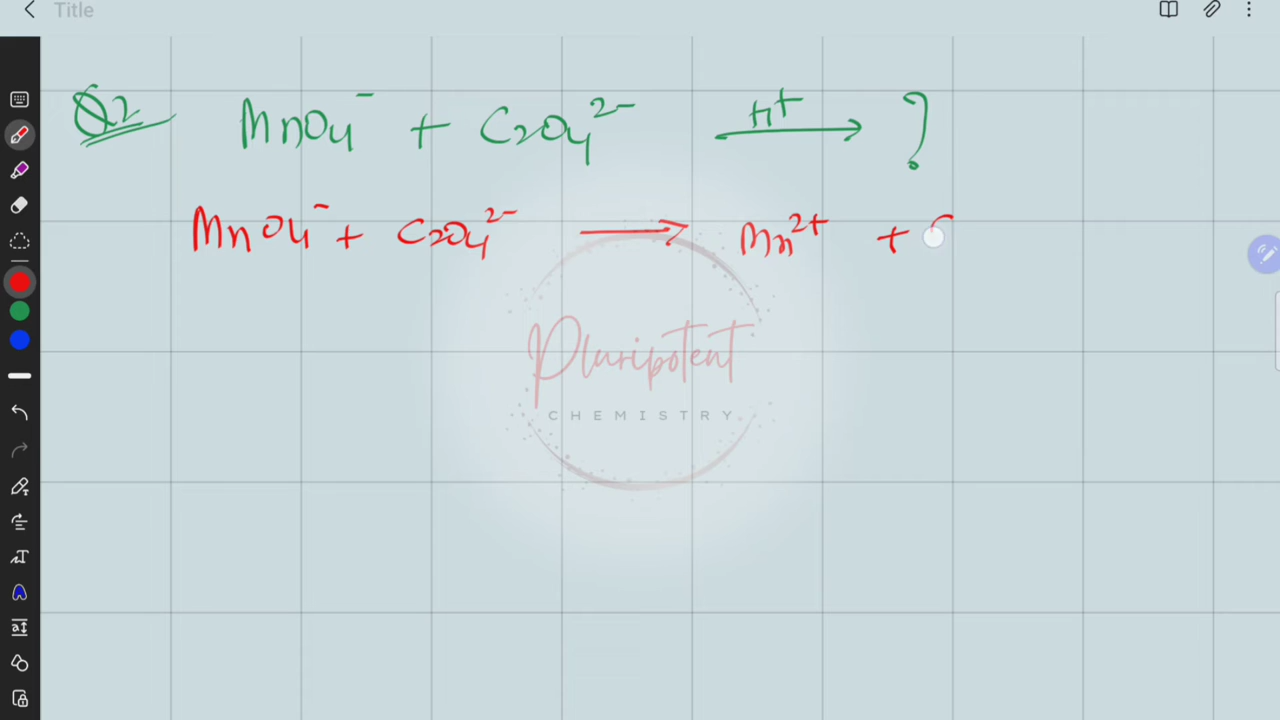 Title
Q2 MnO₄⁻ + C₂O₄²⁻ H⁺→ ?
MnO₄⁻ + C₂O₄²⁻ → Mn²⁺ +
Pluripotent
CHEMISTRY